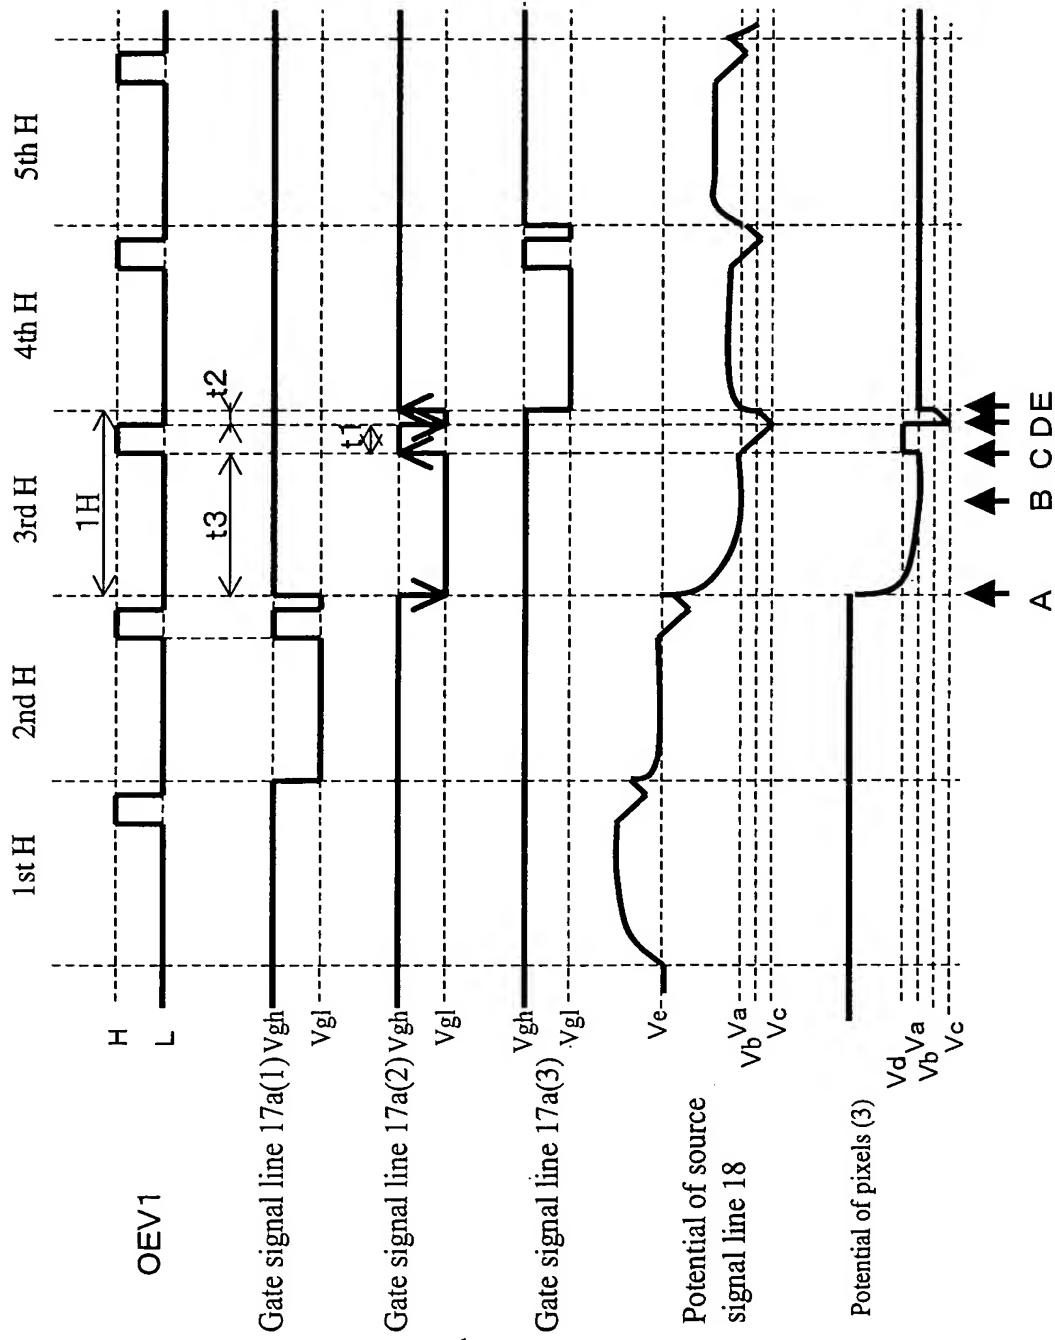 1st H
2nd H
3rd H
4th H
5th H
OEV1
H
L
1H
t3
t2
Gate signal line 17a(1)
Vgh
Vgl
Gate signal line 17a(2)
Vgh
Vgl
t1
Gate signal line 17a(3)
Vgh
Vgl
Potential of source
signal line 18
Ve
Va
Vb
Vc
Potential of pixels (3)
Vd
Va
Vb
Vc
A
B
C
D
E